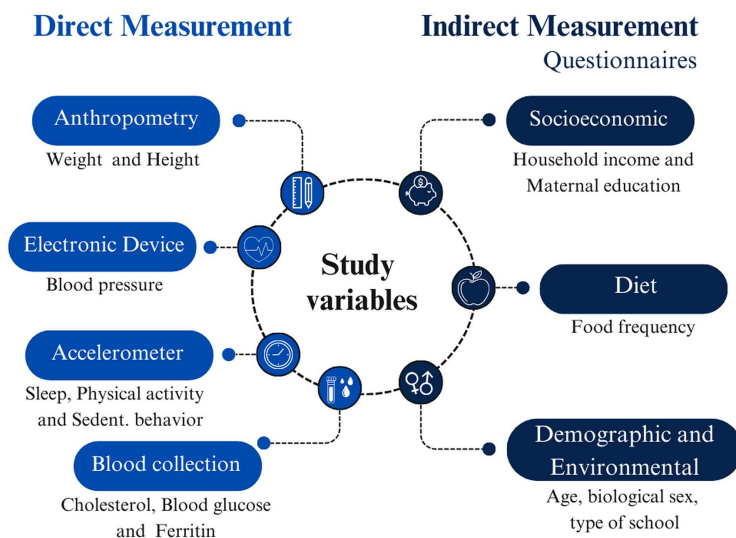 Direct Measurement
Anthropometry
Weight and Height
Electronic Device
Blood pressure
Accelerometer
Sleep, Physical activity
and Sedent. behavior
Blood collection
Cholesterol, Blood glucose
and Ferritin
Study
variables
Indirect Measurement
Questionnaires
Socioeconomic
Household income and
Maternal education
Diet
Food frequency
Demographic and
Environmental
Age, biological sex,
type of school